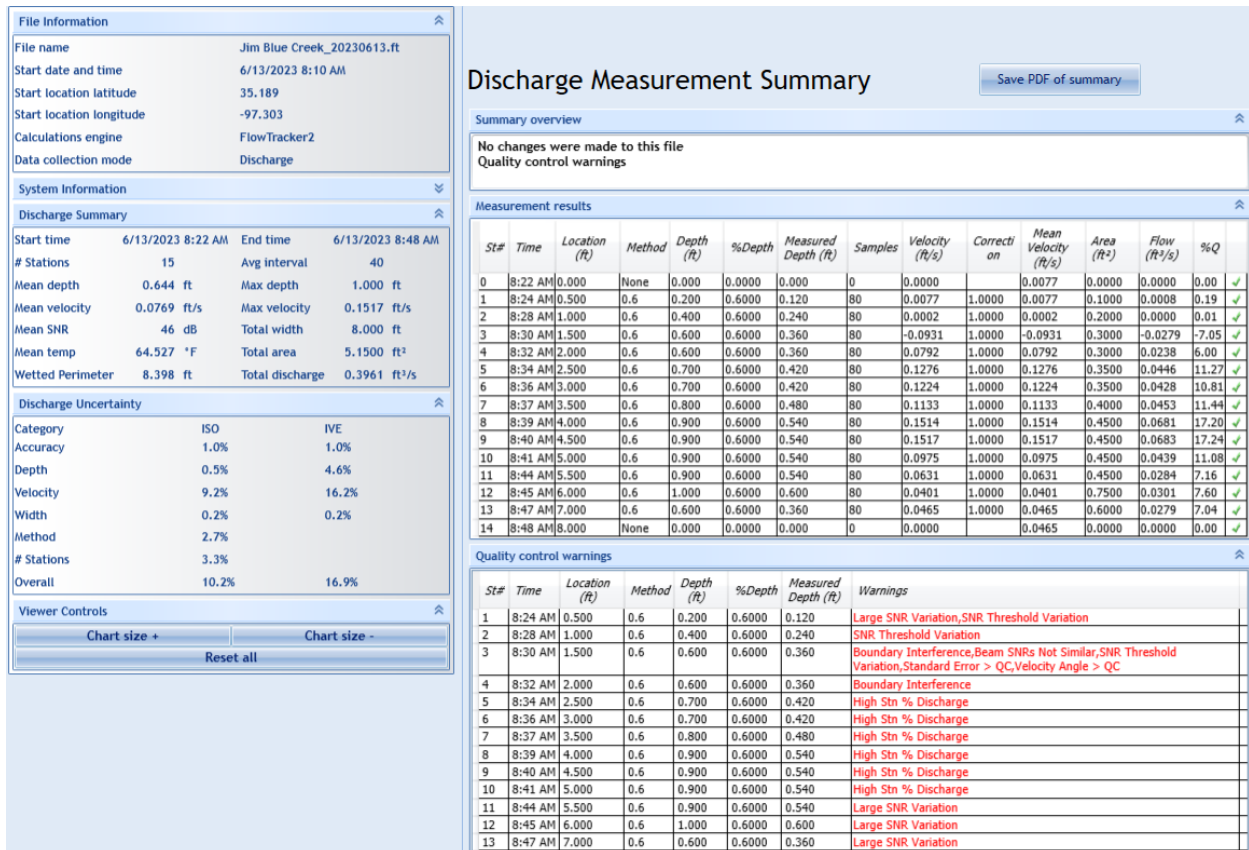 File Information
File name Jim Blue Creek_20230613.ft
Start date and time 6/13/2023 8:10 AM
Start location latitude 35.189
Start location longitude -97.303
Calculations engine FlowTracker2
Data collection mode Discharge
System Information
Discharge Summary
Start time 6/13/2023 8:22 AM End time 6/13/2023 8:48 AM
# Stations 15 Avg interval 40
Mean depth 0.644 ft Max depth 1.000 ft
Mean velocity 0.0769 ft/s Max velocity 0.1517 ft/s
Mean SNR 46 dB Total width 8.000 ft
Mean temp 64.527 °F Total area 5.1500 ft²
Wetted Perimeter 8.398 ft Total discharge 0.3961 ft³/s
Discharge Uncertainty
Category ISO IVE
Accuracy 1.0% 1.0%
Depth 0.5% 4.6%
Velocity 9.2% 16.2%
Width 0.2% 0.2%
Method 2.7%
# Stations 3.3%
Overall 10.2% 16.9%
Viewer Controls
Chart size + Chart size -
Reset all
Discharge Measurement Summary
Save PDF of summary
Summary overview
No changes were made to this file
Quality control warnings
Measurement results
St# Time Location (ft) Method Depth (ft) %Depth Measured Depth (ft) Samples Velocity (ft/s) Correcti on Mean Velocity (ft/s) Area (ft²) Flow (ft³/s) %Q
0 8:22 AM 0.000 None 0.000 0.0000 0.000 0 0.0000 0.0077 0.0000 0.0000 0.00
1 8:24 AM 0.500 0.6 0.200 0.6000 0.120 80 0.0077 1.0000 0.0077 0.1000 0.0008 0.19
2 8:28 AM 1.000 0.6 0.400 0.6000 0.240 80 0.0002 1.0000 0.0002 0.2000 0.0000 0.01
3 8:30 AM 1.500 0.6 0.600 0.6000 0.360 80 -0.0931 1.0000 -0.0931 0.3000 -0.0279 -7.05
4 8:32 AM 2.000 0.6 0.600 0.6000 0.360 80 0.0792 1.0000 0.0792 0.3000 0.0238 6.00
5 8:34 AM 2.500 0.6 0.700 0.6000 0.420 80 0.1276 1.0000 0.1276 0.3500 0.0446 11.27
6 8:36 AM 3.000 0.6 0.700 0.6000 0.420 80 0.1224 1.0000 0.1224 0.3500 0.0428 10.81
7 8:37 AM 3.500 0.6 0.800 0.6000 0.480 80 0.1133 1.0000 0.1133 0.4000 0.0453 11.44
8 8:39 AM 4.000 0.6 0.900 0.6000 0.540 80 0.1514 1.0000 0.1514 0.4500 0.0681 17.20
9 8:40 AM 4.500 0.6 0.900 0.6000 0.540 80 0.1517 1.0000 0.1517 0.4500 0.0683 17.24
10 8:41 AM 5.000 0.6 0.900 0.6000 0.540 80 0.0975 1.0000 0.0975 0.4500 0.0439 11.08
11 8:44 AM 5.500 0.6 0.900 0.6000 0.540 80 0.0631 1.0000 0.0631 0.4500 0.0284 7.16
12 8:45 AM 6.000 0.6 1.000 0.6000 0.600 80 0.0401 1.0000 0.0401 0.7500 0.0301 7.60
13 8:47 AM 7.000 0.6 0.600 0.6000 0.360 80 0.0465 1.0000 0.0465 0.6000 0.0279 7.04
14 8:48 AM 8.000 None 0.000 0.0000 0.000 0 0.0000 0.0465 0.0000 0.0000 0.00
Quality control warnings
St# Time Location (ft) Method Depth (ft) %Depth Measured Depth (ft) Warnings
1 8:24 AM 0.500 0.6 0.200 0.6000 0.120 Large SNR Variation,SNR Threshold Variation
2 8:28 AM 1.000 0.6 0.400 0.6000 0.240 SNR Threshold Variation
3 8:30 AM 1.500 0.6 0.600 0.6000 0.360 Boundary Interference,Beam SNRs Not Similar,SNR Threshold
Variation,Standard Error > QC,Velocity Angle > QC
4 8:32 AM 2.000 0.6 0.600 0.6000 0.360 Boundary Interference
5 8:34 AM 2.500 0.6 0.700 0.6000 0.420 High Stn % Discharge
6 8:36 AM 3.000 0.6 0.700 0.6000 0.420 High Stn % Discharge
7 8:37 AM 3.500 0.6 0.800 0.6000 0.480 High Stn % Discharge
8 8:39 AM 4.000 0.6 0.900 0.6000 0.540 High Stn % Discharge
9 8:40 AM 4.500 0.6 0.900 0.6000 0.540 High Stn % Discharge
10 8:41 AM 5.000 0.6 0.900 0.6000 0.540 High Stn % Discharge
11 8:44 AM 5.500 0.6 0.900 0.6000 0.540 Large SNR Variation
12 8:45 AM 6.000 0.6 1.000 0.6000 0.600 Large SNR Variation
13 8:47 AM 7.000 0.6 0.600 0.6000 0.360 Large SNR Variation